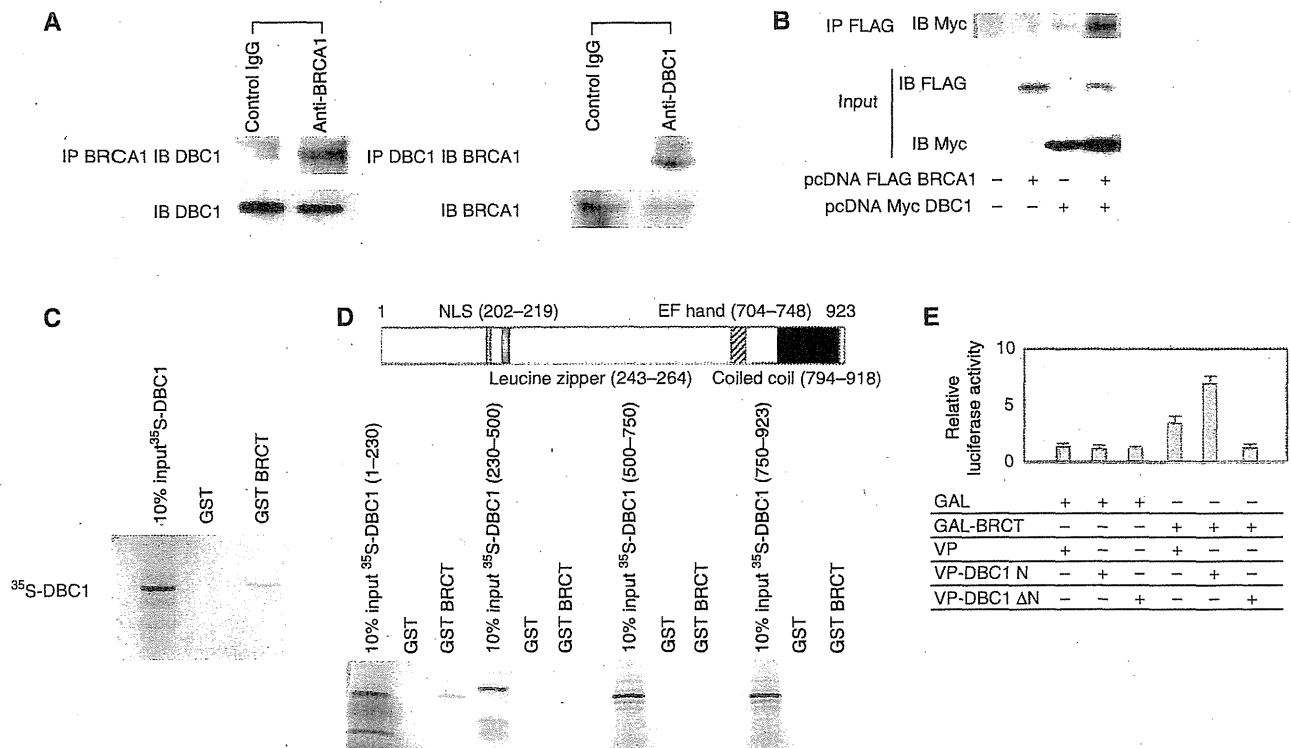 A
Control IgG
Anti-BRCA1
IP BRCA1 IB DBC1
IB DBC1
Control IgG
Anti-DBC1
IP DBC1 IB BRCA1
IB BRCA1
B
IP FLAG IB Myc
Input
IB FLAG
IB Myc
pcDNA FLAG BRCA1 − + − +
pcDNA Myc DBC1 − − + +
C
10% input ³⁵S-DBC1
GST
GST BRCT
³⁵S-DBC1
D
1 NLS (202–219) EF hand (704–748) 923
Leucine zipper (243–264) Coiled coil (794–918)
10% input ³⁵S-DBC1 (1–230)
GST
GST BRCT
10% input ³⁵S-DBC1 (230–500)
GST
GST BRCT
10% input ³⁵S-DBC1 (500–750)
GST
GST BRCT
10% input ³⁵S-DBC1 (750–923)
GST
GST BRCT
E
Relative
luciferase activity
10
5
0
GAL + + + − − −
GAL-BRCT − − − + + +
VP + − − + − −
VP-DBC1 N − + − − + −
VP-DBC1 ΔN − − + − − +